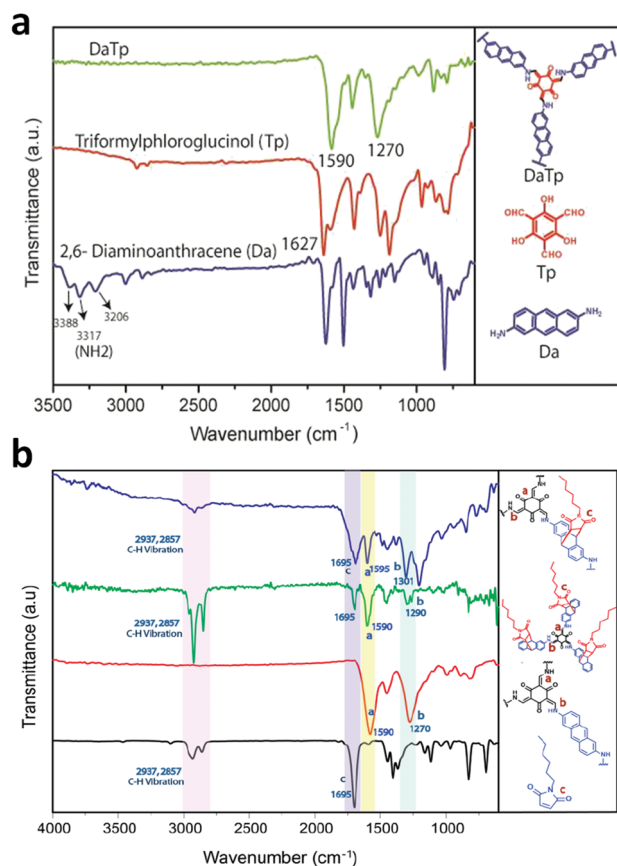 a
DaTp
1590
1270
Triformylphloroglucinol (Tp)
1627
2,6- Diaminoanthracene (Da)
3388
3317
3206
(NH2)
Transmittance (a.u.)
3500 3000 2500 2000 1500 1000
Wavenumber (cm-1)
NH
O
O
HN
O
NH
DaTp
OH
OHC
CHO
HO
OH
CHO
Tp
NH2
H2N
Da
b
2937, 2857
C-H Vibration
1695
c
a
1595
b
1301
2937, 2857
C-H Vibration
1695
1590
a
b
1290
a
1590
b
1270
2937, 2857
C-H Vibration
c
1695
Transmittance (a.u)
4000 3500 3000 2500 2000 1500 1000
Wavenumber (cm-1)
a
b
c
c
a
b
a
b
c